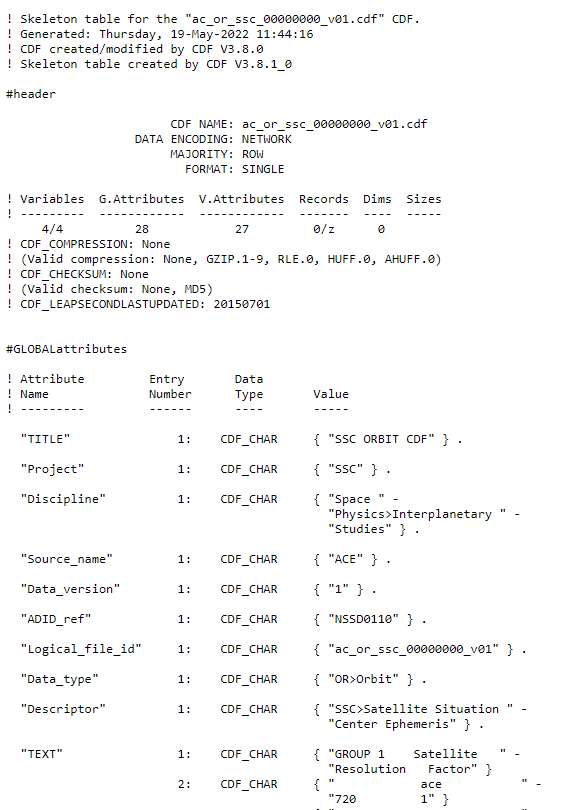 ! Skeleton table for the "ac_or_ssc_00000000_v01.cdf" CDF.
! Generated: Thursday, 19-May-2022 11:44:16
! CDF created/modified by CDF V3.8.0
! Skeleton table created by CDF V3.8.1_0
#header
CDF NAME: ac_or_ssc_00000000_v01.cdf
DATA ENCODING: NETWORK
MAJORITY: ROW
FORMAT: SINGLE
! Variables G.Attributes V.Attributes Records Dims Sizes
! --------- ------------ ------------ ------- ---- -----
4/4 28 27 0/z 0
! CDF_COMPRESSION: None
! (Valid compression: None, GZIP.1-9, RLE.0, HUFF.0, AHUFF.0)
! CDF_CHECKSUM: None
! (Valid checksum: None, MD5)
! CDF_LEAPSECONDLASTUPDATED: 20150701
#GLOBALattributes
! Attribute Entry Data
! Name Number Type Value
! --------- ------ ---- -----
"TITLE" 1: CDF_CHAR { "SSC ORBIT CDF" } .
"Project" 1: CDF_CHAR { "SSC" } .
"Discipline" 1: CDF_CHAR { "Space " -
"Physics>Interplanetary " -
"Studies" } .
"Source_name" 1: CDF_CHAR { "ACE" } .
"Data_version" 1: CDF_CHAR { "1" } .
"ADID_ref" 1: CDF_CHAR { "NSSD0110" } .
"Logical_file_id" 1: CDF_CHAR { "ac_or_ssc_00000000_v01" } .
"Data_type" 1: CDF_CHAR { "OR>Orbit" } .
"Descriptor" 1: CDF_CHAR { "SSC>Satellite Situation " -
"Center Ephemeris" } .
"TEXT" 1: CDF_CHAR { "GROUP 1 Satellite " -
"Resolution Factor" }
2: CDF_CHAR { " ace " -
"720 1" }